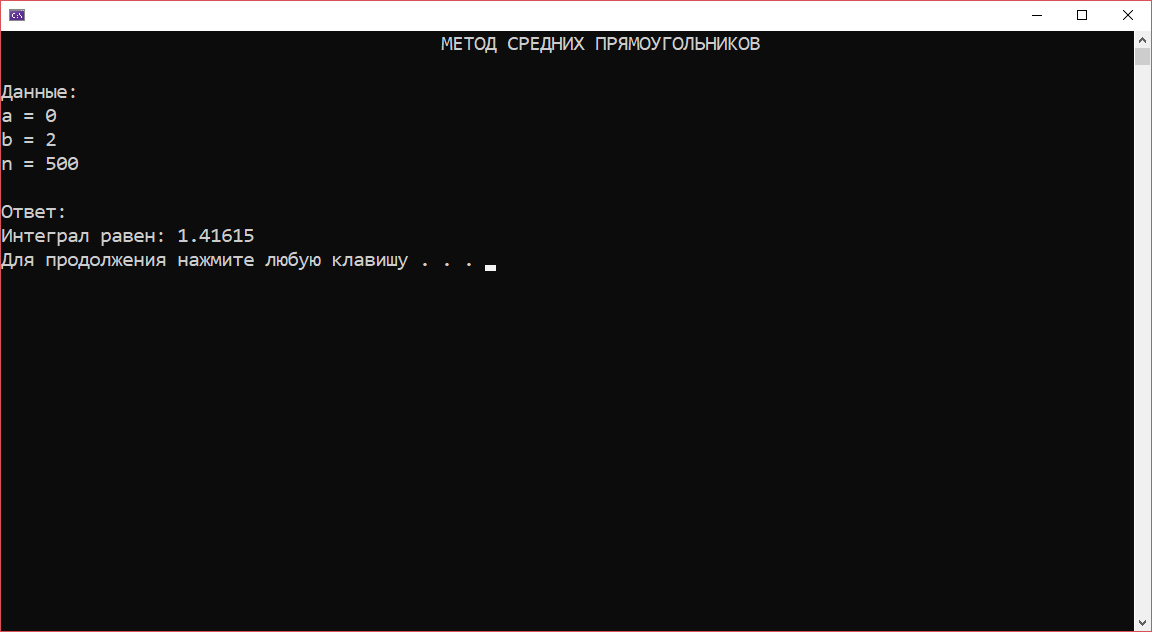 МЕТОД СРЕДНИХ ПРЯМОУГОЛЬНИКОВ
Данные:
a = 0
b = 2
n = 500
Ответ:
Интеграл равен: 1.41615
Для продолжения нажмите любую клавишу . . .